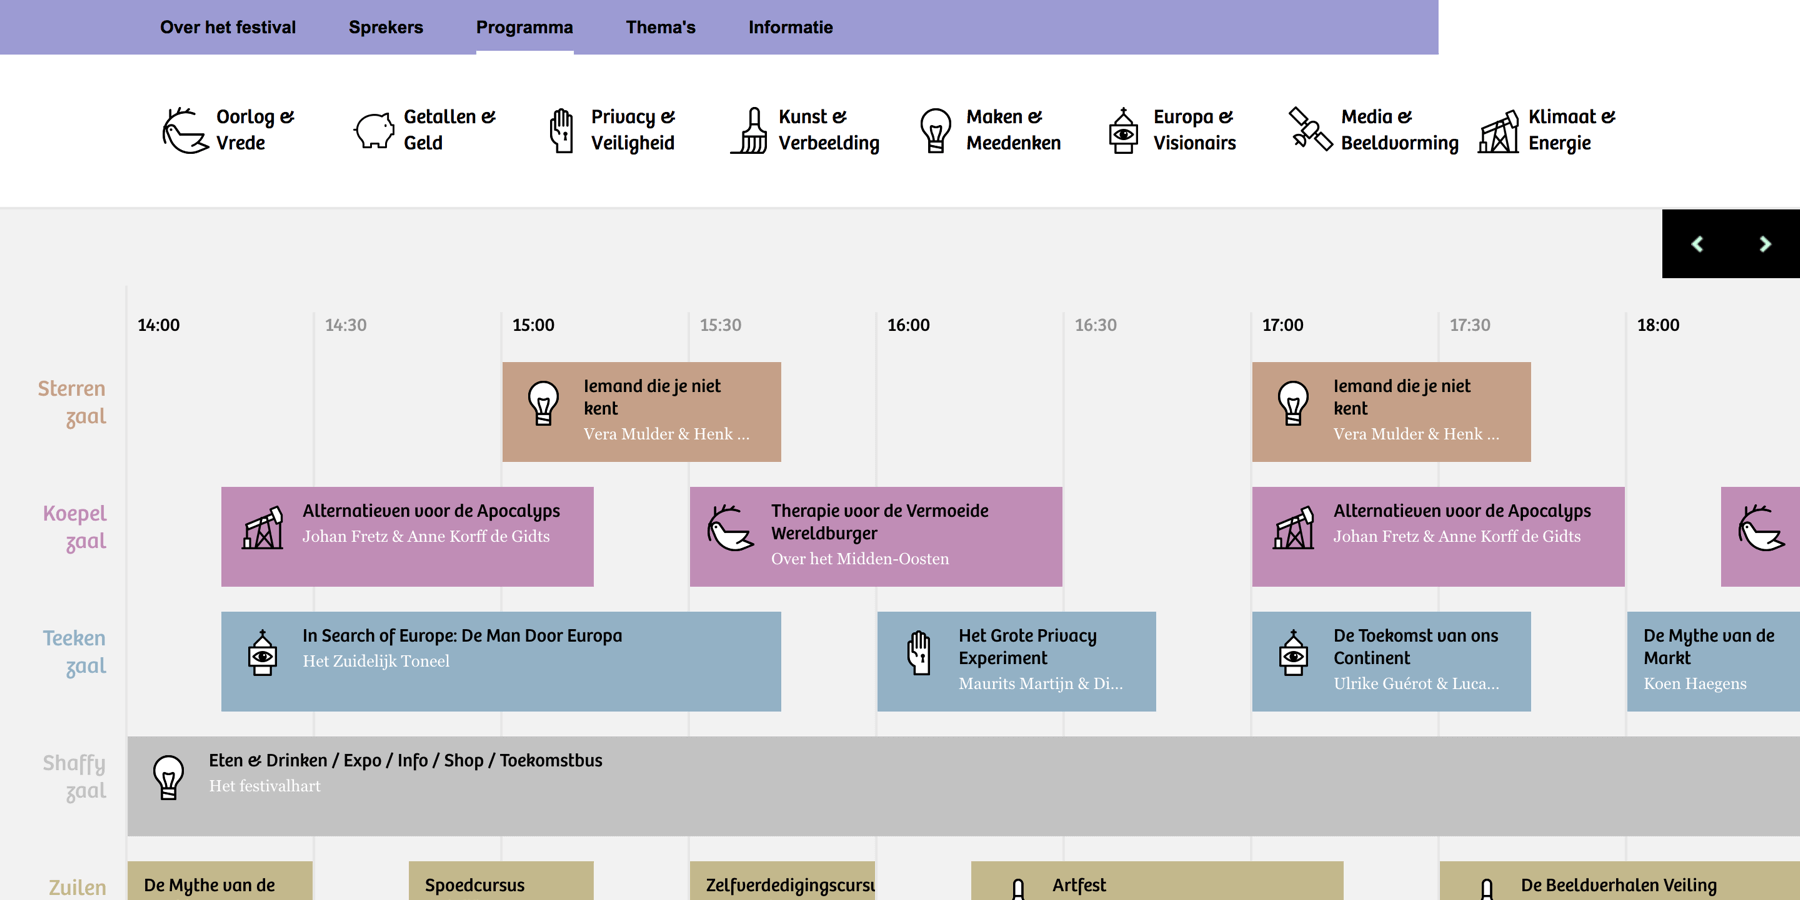 Over het festival Sprekers Programma Thema's Informatie
Oorlog &
Vrede
Getallen &
Geld
Privacy &
Veiligheid
Kunst &
Verbeelding
Maken &
Meedenken
Europa &
Visionairs
Media &
Beeldvorming
Klimaat &
Energie
14:00 14:30 15:00 15:30 16:00 16:30 17:00 17:30 18:00
Sterren
zaal
Iemand die je niet
kent
Vera Mulder & Henk ...
Iemand die je niet
kent
Vera Mulder & Henk ...
Koepel
zaal
Alternatieven voor de Apocalyps
Johan Fretz & Anne Korff de Gidts
Therapie voor de Vermoeide
Wereldburger
Over het Midden-Oosten
Alternatieven voor de Apocalyps
Johan Fretz & Anne Korff de Gidts
Teeken
zaal
In Search of Europe: De Man Door Europa
Het Zuidelijk Toneel
Het Grote Privacy
Experiment
Maurits Martijn & Di...
De Toekomst van ons
Continent
Ulrike Guérot & Luca...
De Mythe van de
Markt
Koen Haegens
Shaffy
zaal
Eten & Drinken / Expo / Info / Shop / Toekomstbus
Het festivalhart
Zuilen
De Mythe van de
Spoedcursus
Zelfverdedigingscursu
Artfest
De Beeldverhalen Veiling